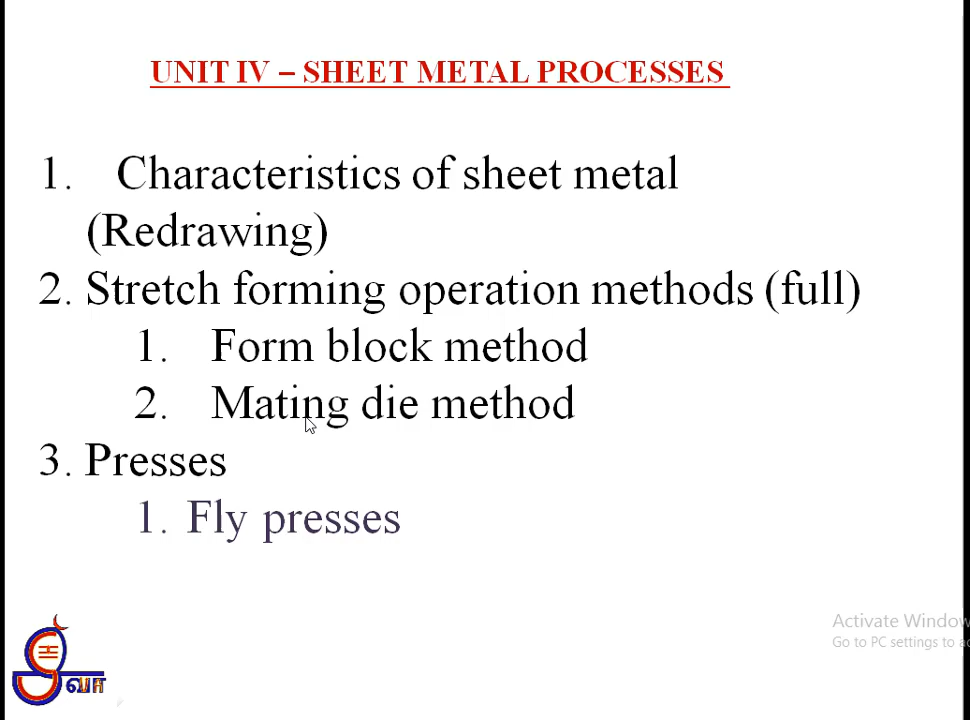 UNIT IV – SHEET METAL PROCESSES
1. Characteristics of sheet metal
(Redrawing)
2. Stretch forming operation methods (full)
1. Form block method
2. Mating die method
3. Presses
1. Fly presses
Activate Window
Go to PC settings to a